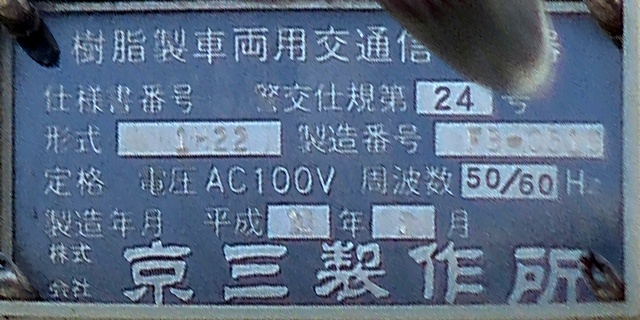 樹脂製車両用交通信 器
仕様書番号 警交仕規第 24 号
形式 1-22 製造番号
定格 電圧 AC100V 周波数 50/60 Hz
製造年月 平成 年 月
株式会社 京三製作所